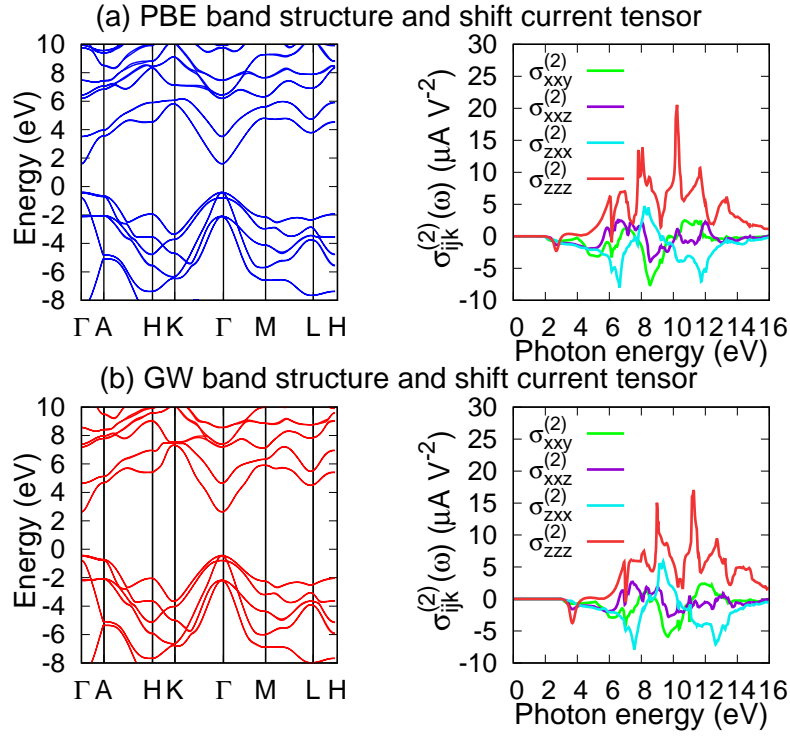 (a) PBE band structure and shift current tensor
Energy (eV)
10
8
6
4
2
0
-2
-4
-6
-8
Γ A H K Γ M L H
σ_ijk^(2)(ω) (μA V^-2)
30
25
20
15
10
5
0
-5
-10
σ_xxy^(2)
σ_xxz^(2)
σ_zxx^(2)
σ_zzz^(2)
0 2 4 6 8 10 12 14 16
Photon energy (eV)
(b) GW band structure and shift current tensor
Energy (eV)
10
8
6
4
2
0
-2
-4
-6
-8
Γ A H K Γ M L H
σ_ijk^(2)(ω) (μA V^-2)
30
25
20
15
10
5
0
-5
-10
σ_xxy^(2)
σ_xxz^(2)
σ_zxx^(2)
σ_zzz^(2)
0 2 4 6 8 10 12 14 16
Photon energy (eV)